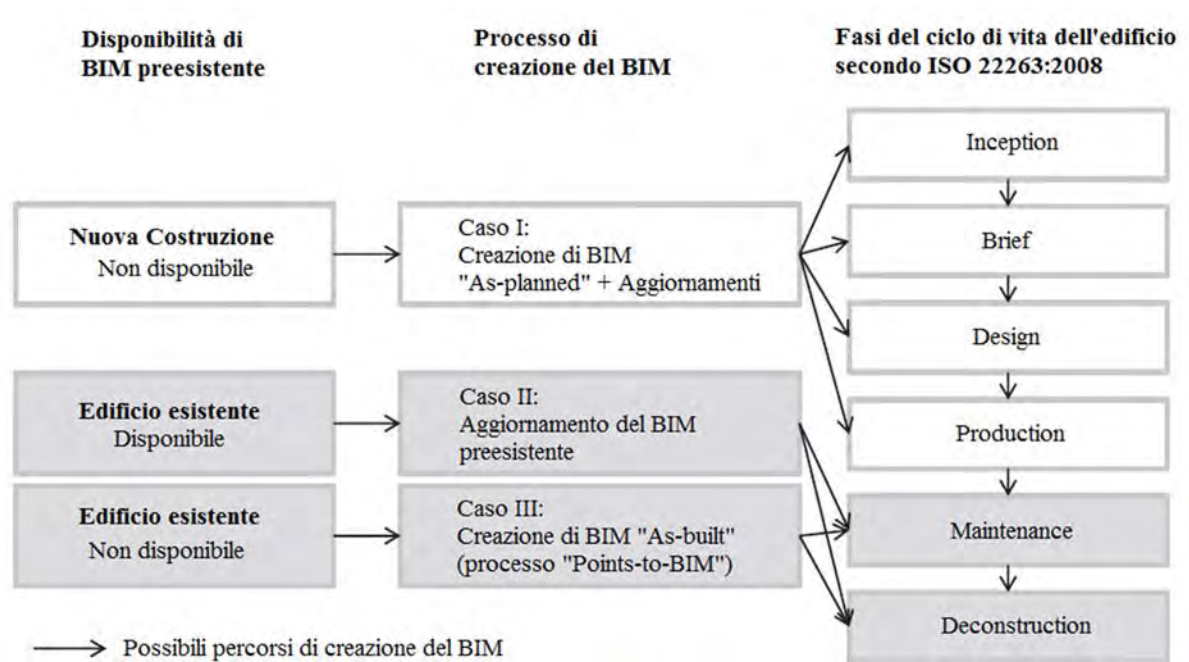 Disponibilità di
BIM preesistente
Processo di
creazione del BIM
Fasi del ciclo di vita dell'edificio
secondo ISO 22263:2008
Nuova Costruzione
Non disponibile
Caso I:
Creazione di BIM
"As-planned" + Aggiornamenti
Edificio esistente
Disponibile
Caso II:
Aggiornamento del BIM
preesistente
Edificio esistente
Non disponibile
Caso III:
Creazione di BIM "As-built"
(processo "Points-to-BIM")
Inception
Brief
Design
Production
Maintenance
Deconstruction
Possibili percorsi di creazione del BIM